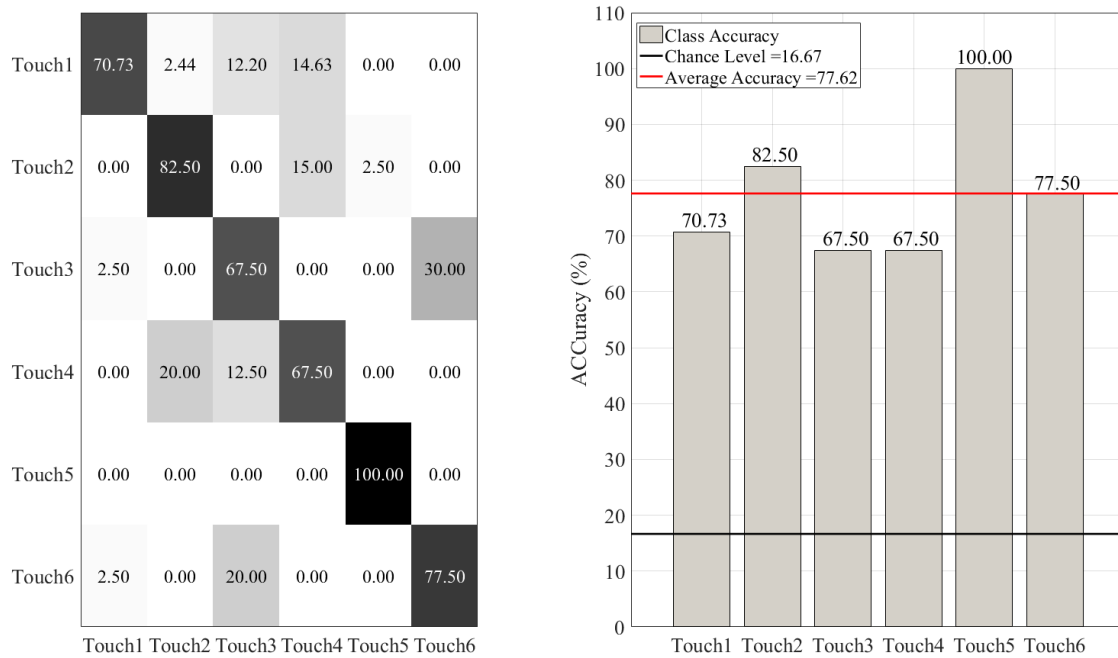 Touch1 70.73 2.44 12.20 14.63 0.00 0.00
Touch2 0.00 82.50 0.00 15.00 2.50 0.00
Touch3 2.50 0.00 67.50 0.00 0.00 30.00
Touch4 0.00 20.00 12.50 67.50 0.00 0.00
Touch5 0.00 0.00 0.00 0.00 100.00 0.00
Touch6 2.50 0.00 20.00 0.00 0.00 77.50
Touch1 Touch2 Touch3 Touch4 Touch5 Touch6
Class Accuracy
Chance Level =16.67
Average Accuracy =77.62
ACCuracy (%)
110
100
90
80
70
60
50
40
30
20
10
0
70.73
82.50
67.50
67.50
100.00
77.50
Touch1 Touch2 Touch3 Touch4 Touch5 Touch6